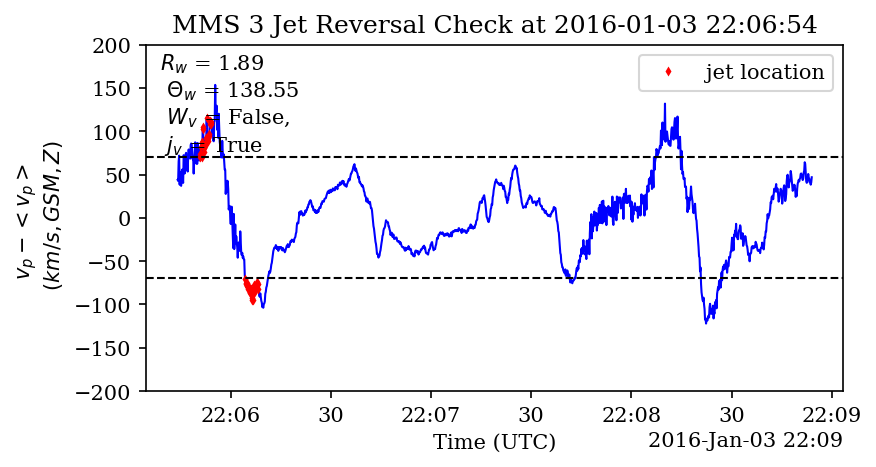 MMS 3 Jet Reversal Check at 2016-01-03 22:06:54
R_w = 1.89
Θ_w = 138.55
W_v = False,
j_v = True
jet location
200
150
100
50
0
−50
−100
−150
−200
v_p − < v_p >
(km/s, GSM, Z)
22:06
30
22:07
30
22:08
30
22:09
Time (UTC)
2016-Jan-03 22:09